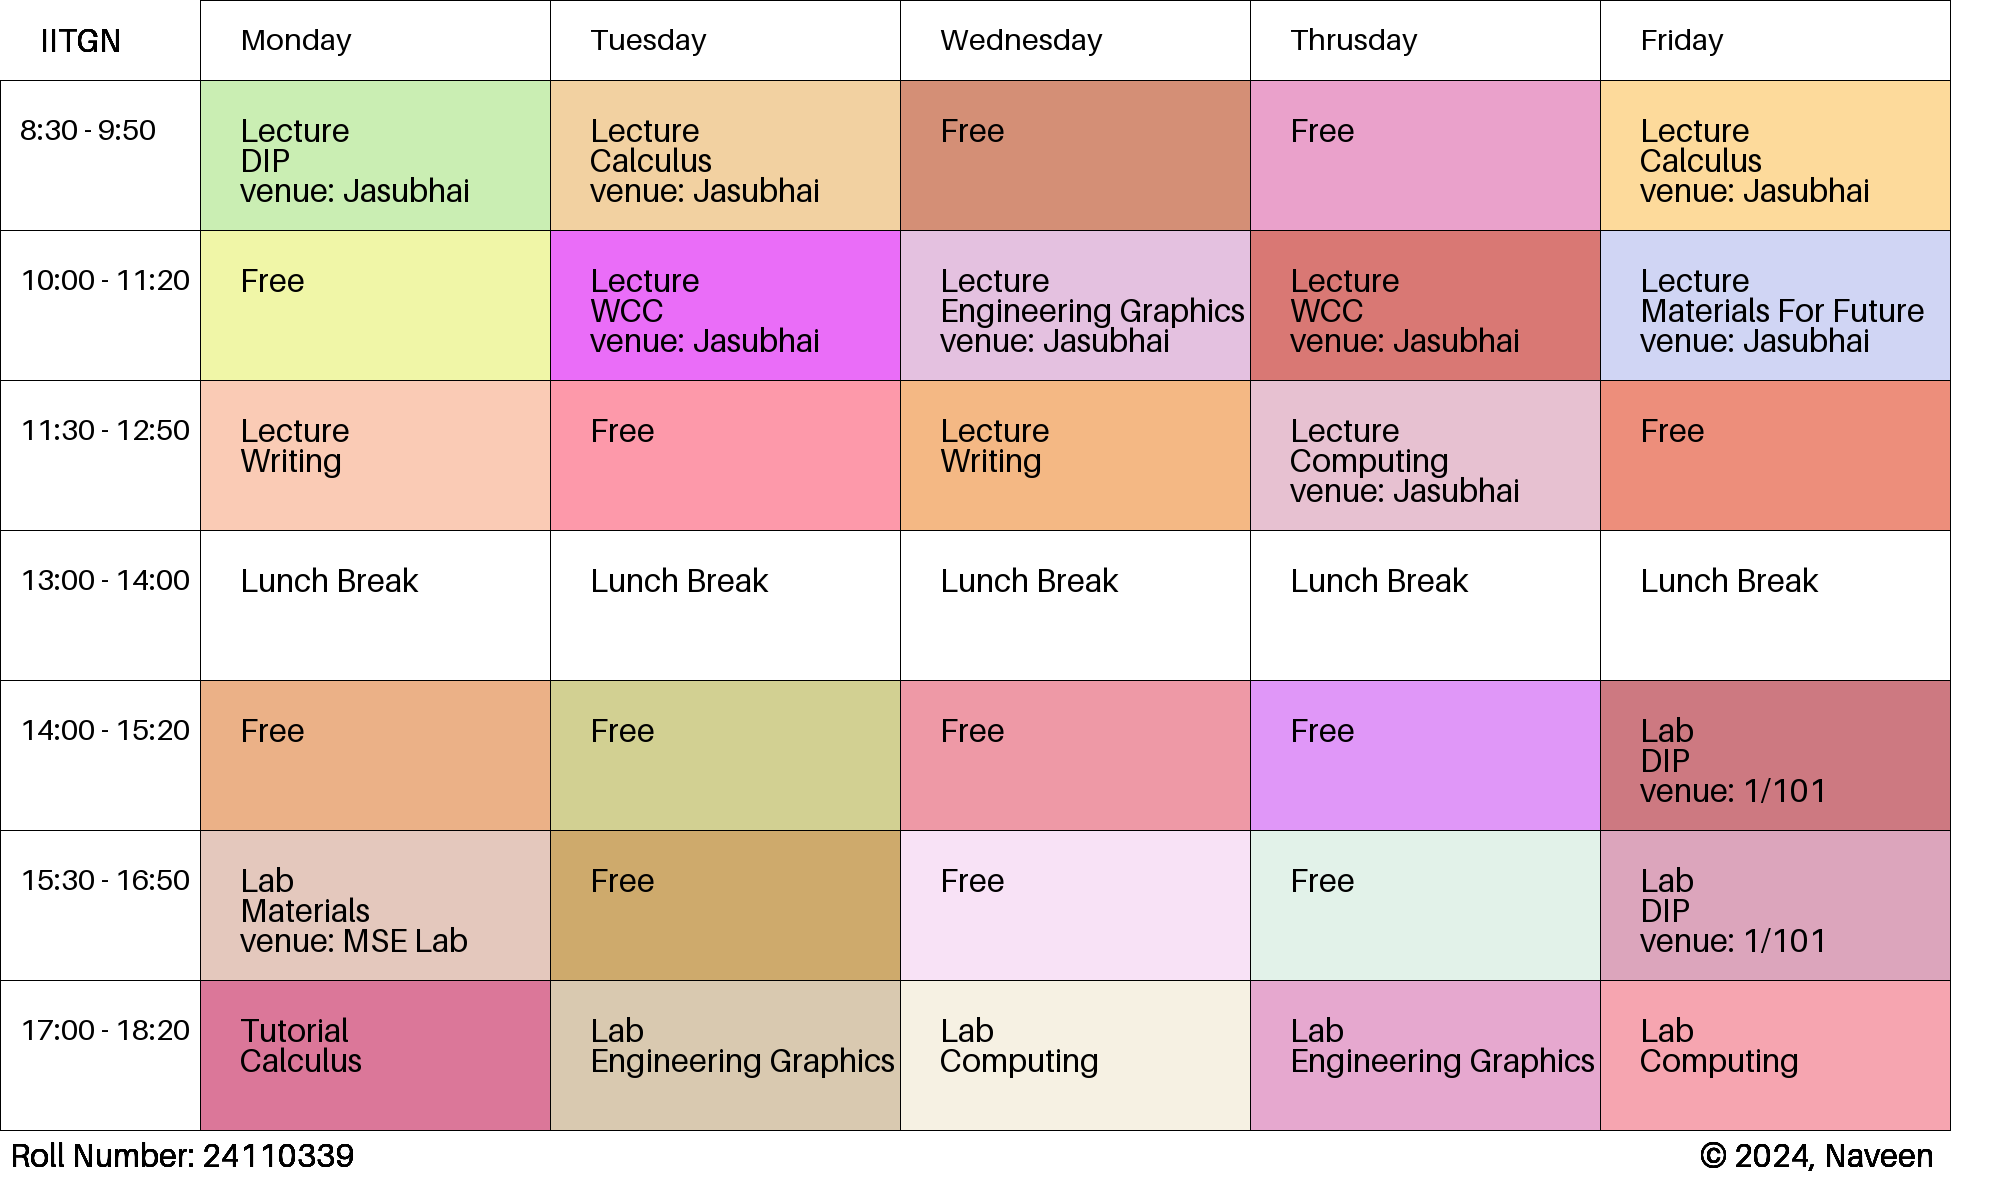 IITGN Monday Tuesday Wednesday Thrusday Friday
8:30 - 9:50
Lecture
DIP
venue: Jasubhai
Lecture
Calculus
venue: Jasubhai
Free
Free
Lecture
Calculus
venue: Jasubhai
10:00 - 11:20
Free
Lecture
WCC
venue: Jasubhai
Lecture
Engineering Graphics
venue: Jasubhai
Lecture
WCC
venue: Jasubhai
Lecture
Materials For Future
venue: Jasubhai
11:30 - 12:50
Lecture
Writing
Free
Lecture
Writing
Lecture
Computing
venue: Jasubhai
Free
13:00 - 14:00
Lunch Break
Lunch Break
Lunch Break
Lunch Break
Lunch Break
14:00 - 15:20
Free
Free
Free
Free
Lab
DIP
venue: 1/101
15:30 - 16:50
Lab
Materials
venue: MSE Lab
Free
Free
Free
Lab
DIP
venue: 1/101
17:00 - 18:20
Tutorial
Calculus
Lab
Engineering Graphics
Lab
Computing
Lab
Engineering Graphics
Lab
Computing
Roll Number: 24110339
© 2024, Naveen